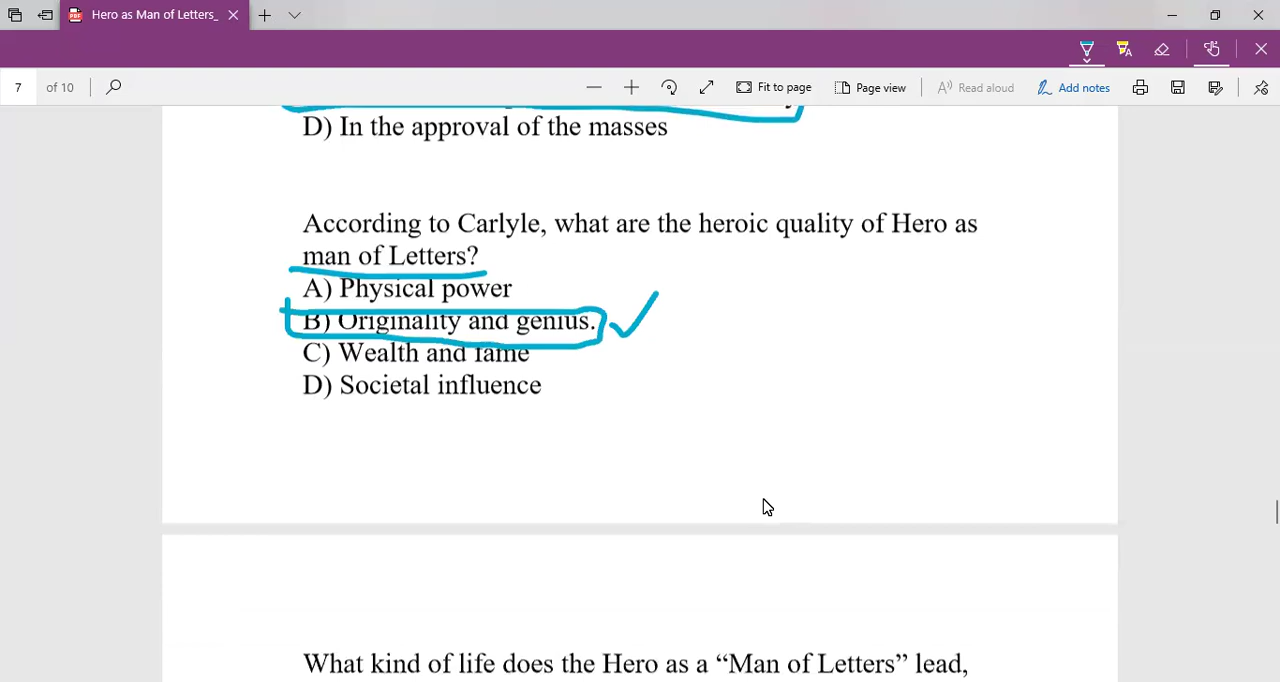 Hero as Man of Letters_
7 of 10
Fit to page
Page view
Read aloud
Add notes
D) In the approval of the masses
According to Carlyle, what are the heroic quality of Hero as
man of Letters?
A) Physical power
B) Originality and genius.
C) Wealth and fame
D) Societal influence
What kind of life does the Hero as a “Man of Letters” lead,